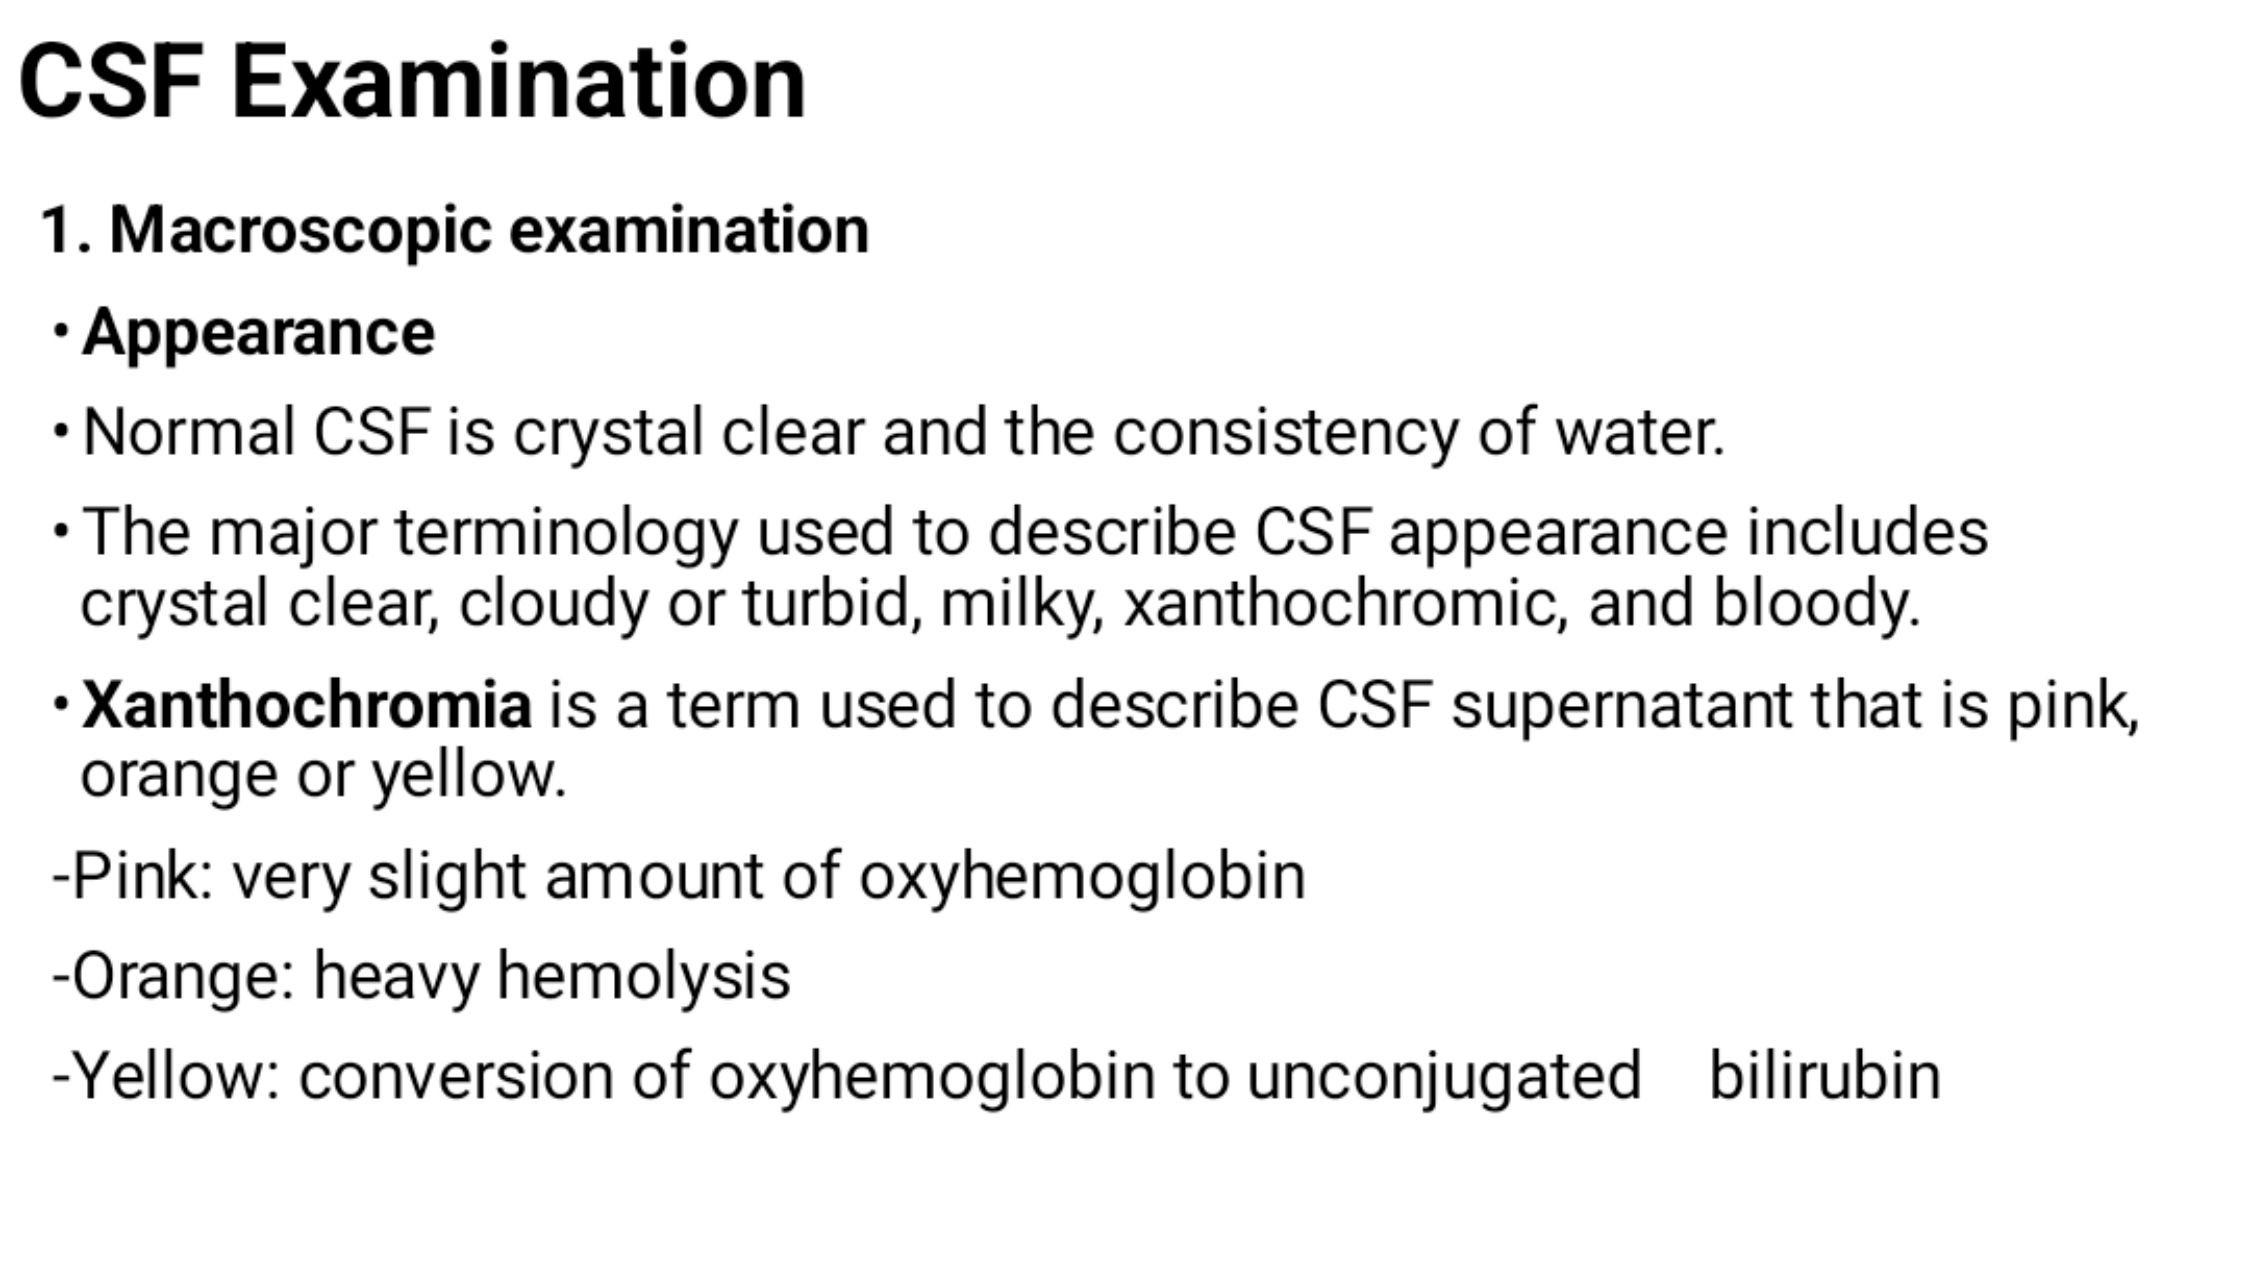 CSF Examination
1. Macroscopic examination
• Appearance
• Normal CSF is crystal clear and the consistency of water.
• The major terminology used to describe CSF appearance includes
crystal clear, cloudy or turbid, milky, xanthochromic, and bloody.
• Xanthochromia is a term used to describe CSF supernatant that is pink,
orange or yellow.
-Pink: very slight amount of oxyhemoglobin
-Orange: heavy hemolysis
-Yellow: conversion of oxyhemoglobin to unconjugated bilirubin